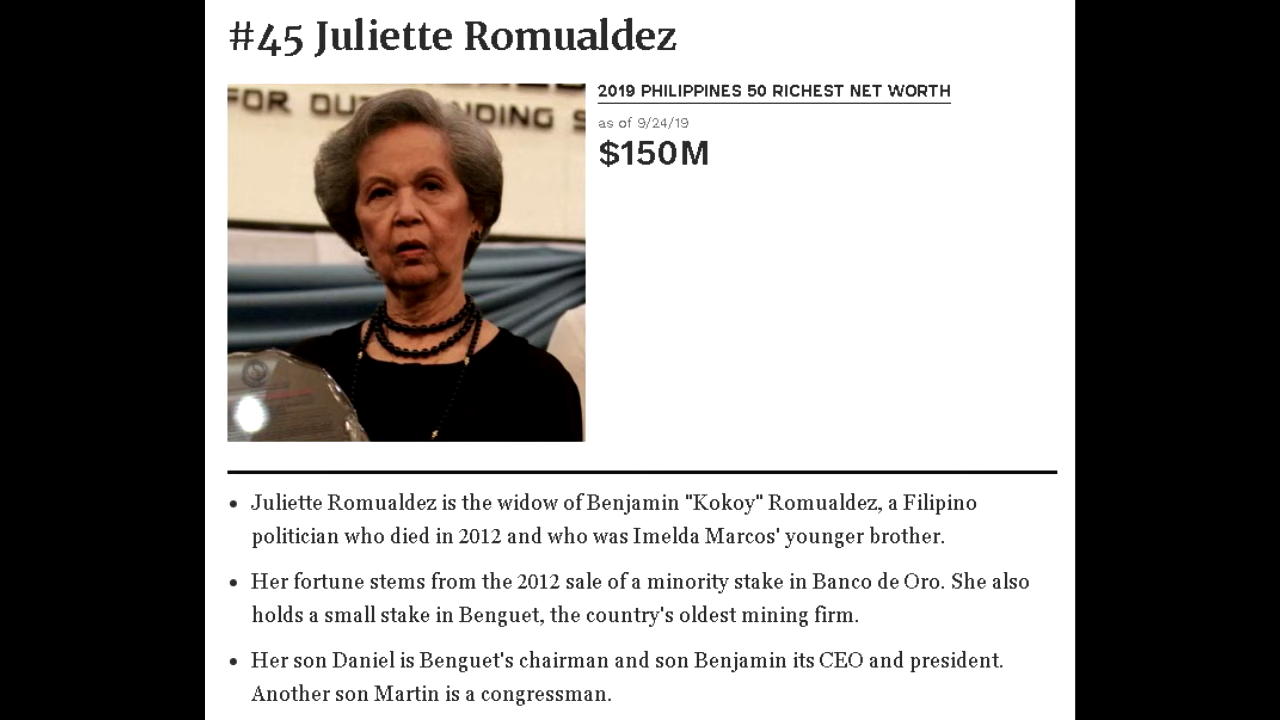 #45 Juliette Romualdez
2019 PHILIPPINES 50 RICHEST NET WORTH
as of 9/24/19
$150M
• Juliette Romualdez is the widow of Benjamin "Kokoy" Romualdez, a Filipino
politician who died in 2012 and who was Imelda Marcos' younger brother.
• Her fortune stems from the 2012 sale of a minority stake in Banco de Oro. She also
holds a small stake in Benguet, the country's oldest mining firm.
• Her son Daniel is Benguet's chairman and son Benjamin its CEO and president.
Another son Martin is a congressman.